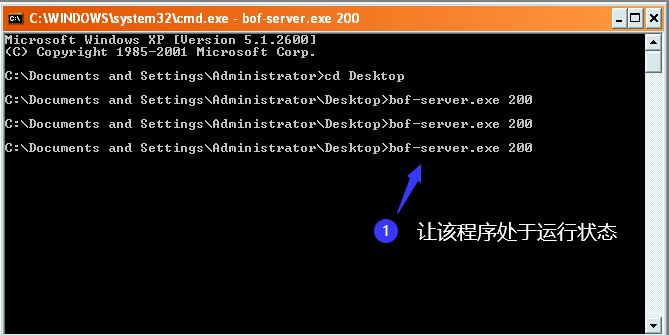 C:\WINDOWS\system32\cmd.exe - bof-server.exe 200
Microsoft Windows XP [Version 5.1.2600]
(C) Copyright 1985-2001 Microsoft Corp.
C:\Documents and Settings\Administrator>cd Desktop
C:\Documents and Settings\Administrator\Desktop>bof-server.exe 200
C:\Documents and Settings\Administrator\Desktop>bof-server.exe 200
C:\Documents and Settings\Administrator\Desktop>bof-server.exe 200
1 让该程序处于运行状态